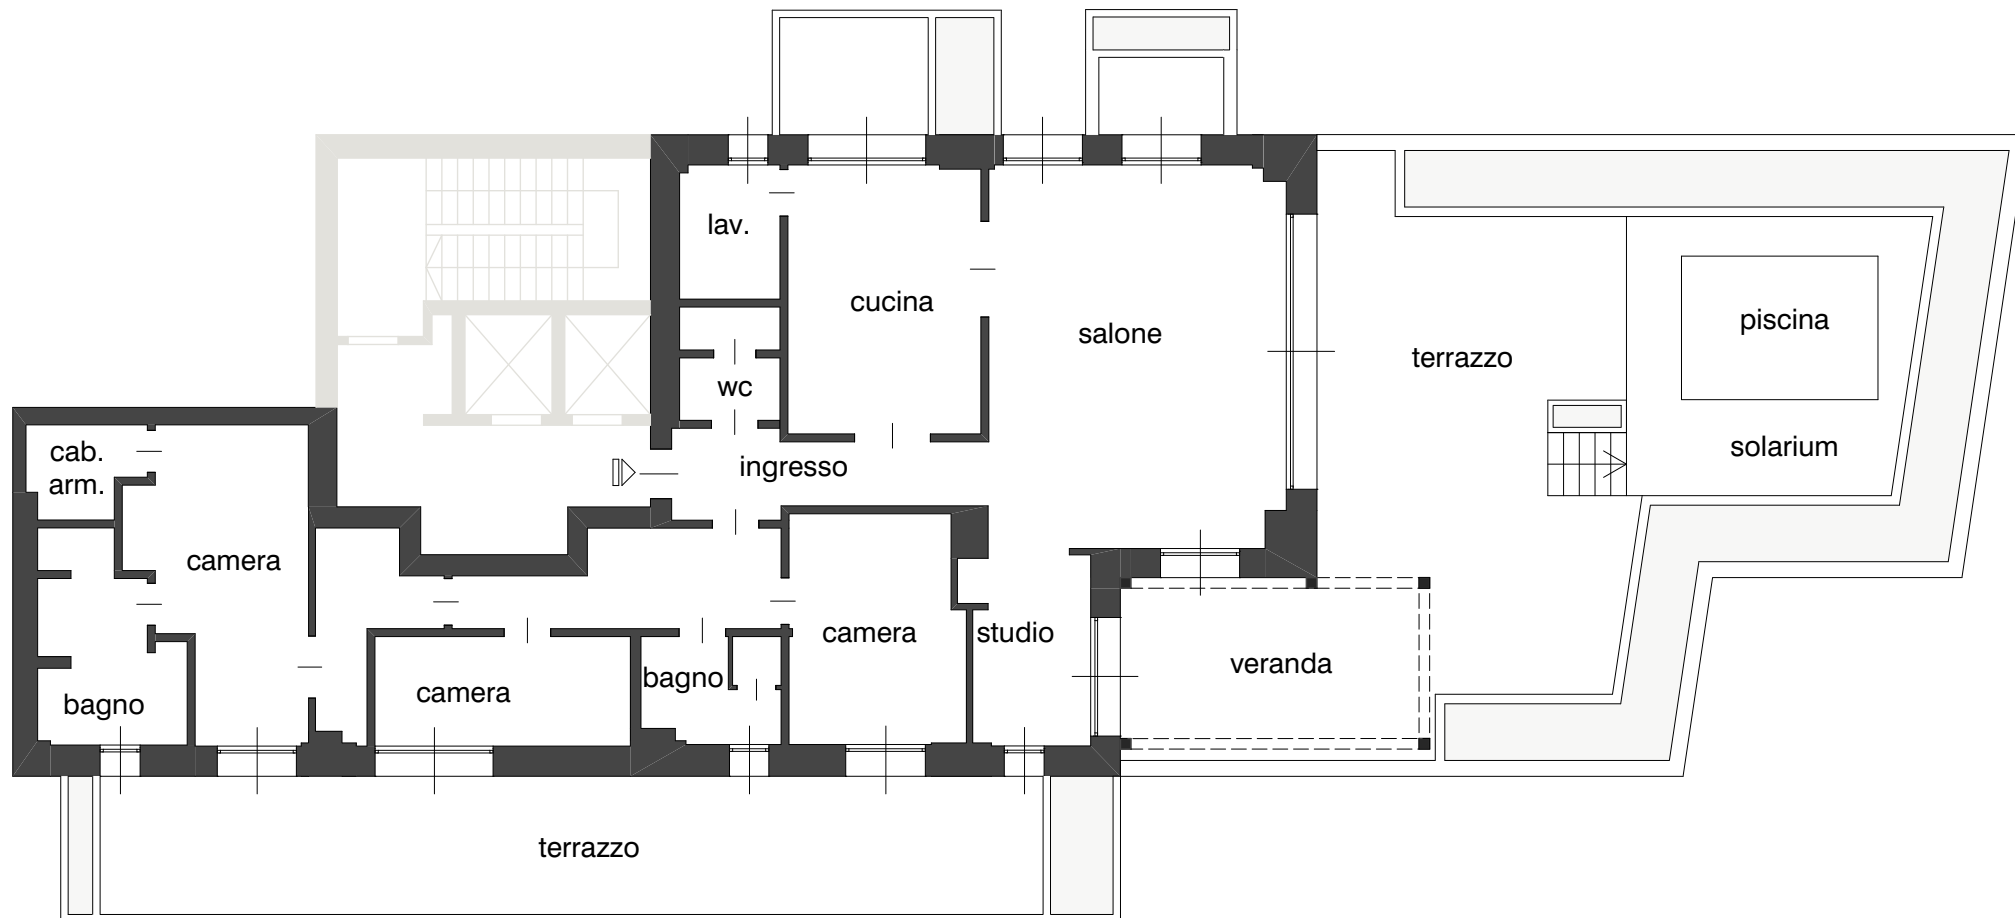 lav.
cucina
salone
piscina
terrazzo
wc
solarium
cab.
arm.
ingresso
camera
camera
studio
veranda
camera
bagno
bagno
terrazzo